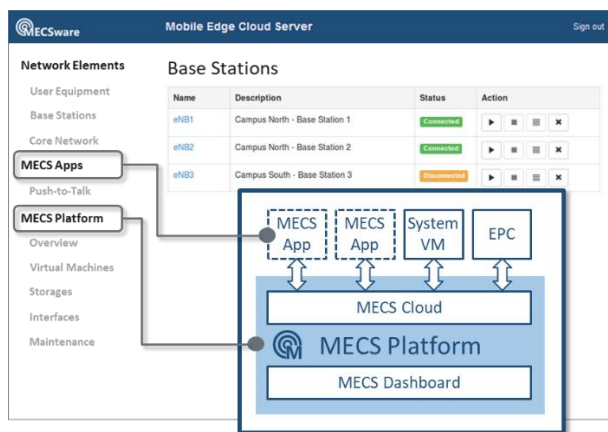 MECSware
Mobile Edge Cloud Server
Sign out
Network Elements
User Equipment
Base Stations
Core Network
MECS Apps
Push-to-Talk
MECS Platform
Overview
Virtual Machines
Storages
Interfaces
Maintenance
Base Stations
Name Description Status Action
eNB1 Campus North - Base Station 1 Connected
eNB2 Campus North - Base Station 2 Connected
eNB3 Campus South - Base Station 3 Disconnected
MECS
App
MECS
App
System
VM
EPC
MECS Cloud
MECS Platform
MECS Dashboard